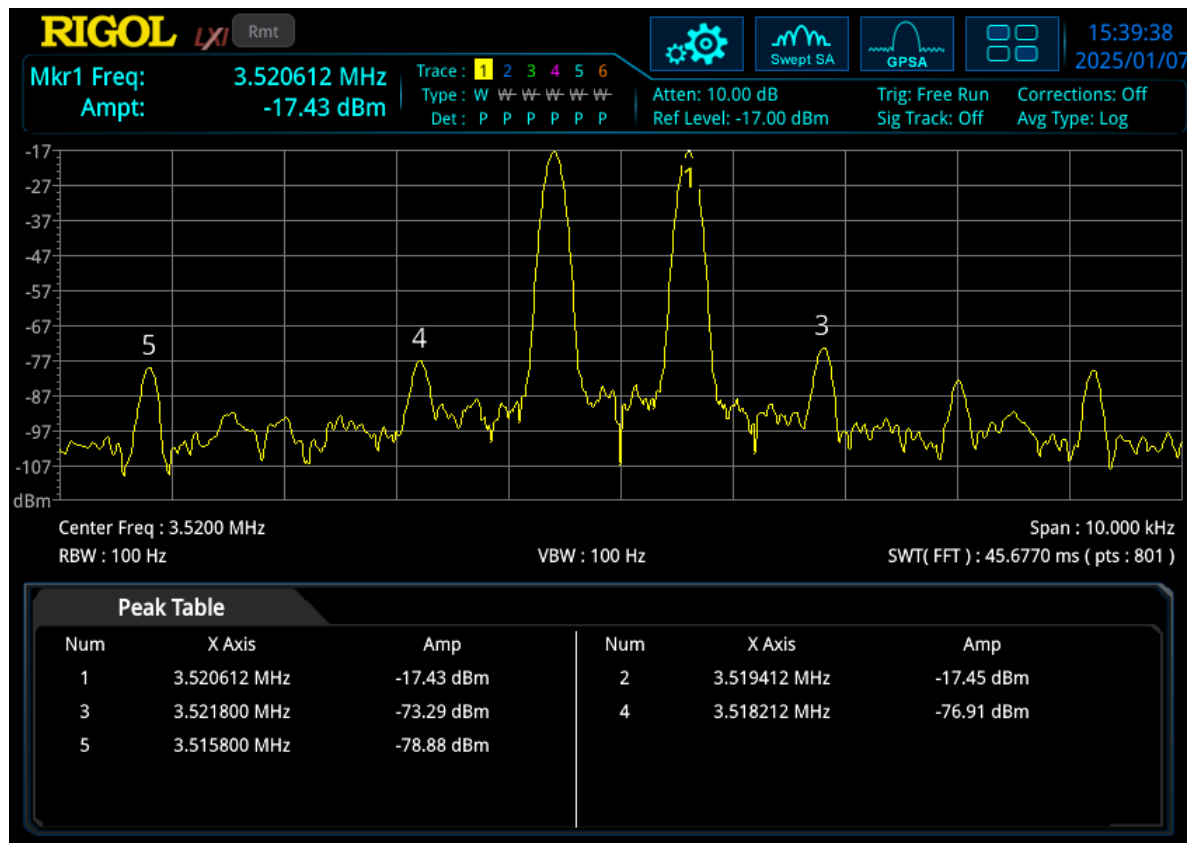 RIGOL LXI Rmt
Swept SA
GPSA
15:39:38
2025/01/07
Mkr1 Freq: 3.520612 MHz
Ampt: -17.43 dBm
Trace: 1 2 3 4 5 6
Type: W W W W W W
Det: P P P P P P
Atten: 10.00 dB
Ref Level: -17.00 dBm
Trig: Free Run
Sig Track: Off
Corrections: Off
Avg Type: Log
-17
-27
-37
-47
-57
-67
-77
-87
-97
-107
dBm
5
4
1
3
Center Freq : 3.5200 MHz
Span : 10.000 kHz
RBW : 100 Hz
VBW : 100 Hz
SWT( FFT ) : 45.6770 ms ( pts : 801 )
Peak Table
Num X Axis Amp Num X Axis Amp
1 3.520612 MHz -17.43 dBm 2 3.519412 MHz -17.45 dBm
3 3.521800 MHz -73.29 dBm 4 3.518212 MHz -76.91 dBm
5 3.515800 MHz -78.88 dBm